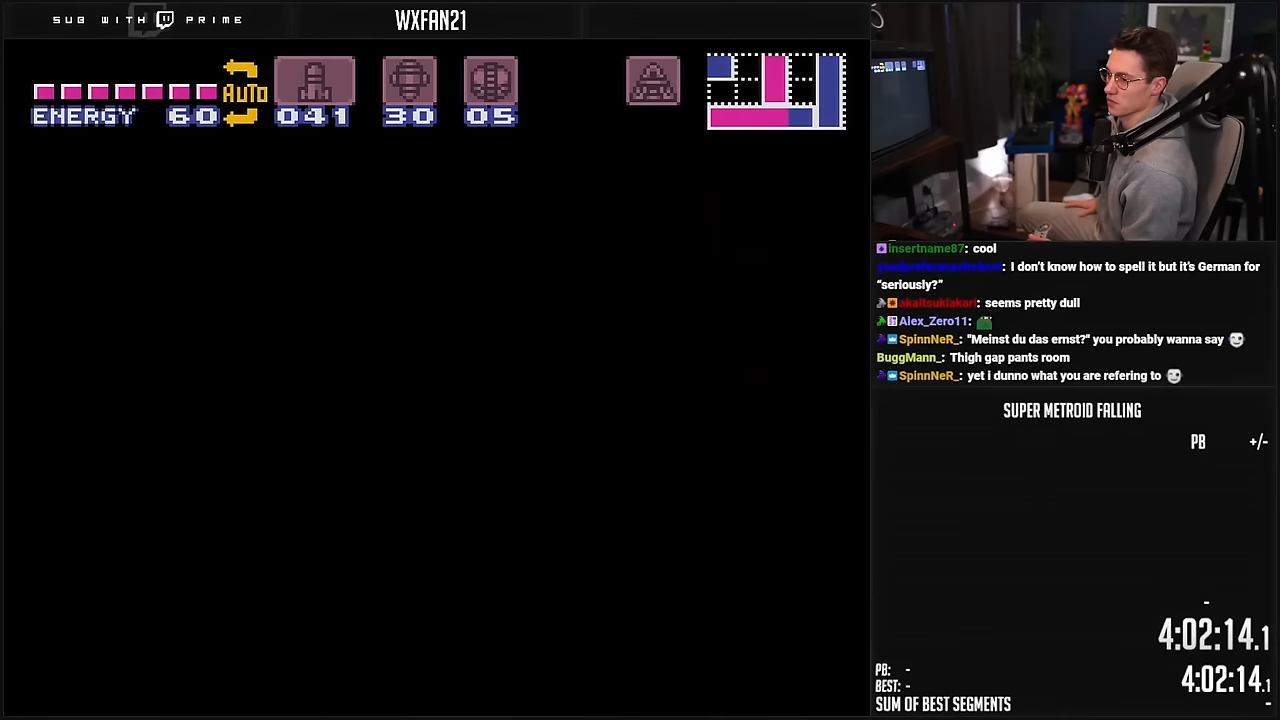 SUB WITH PRIME
WXFAN21
AUTO
ENERGY 60 041 30 05
insertname87: cool
: I don't know how to spell it but it's German for
"seriously?"
akaitsukiakari: seems pretty dull
Alex_Zero11:
SpinnNeR_: "Meinst du das ernst?" you probably wanna say
BuggMann_: Thigh gap pants room
SpinnNeR_: yet i dunno what you are refering to
SUPER METROID FALLING
PB +/-
-
4:02:14.1
PB: - 4:02:14.1
BEST: -
SUM OF BEST SEGMENTS -